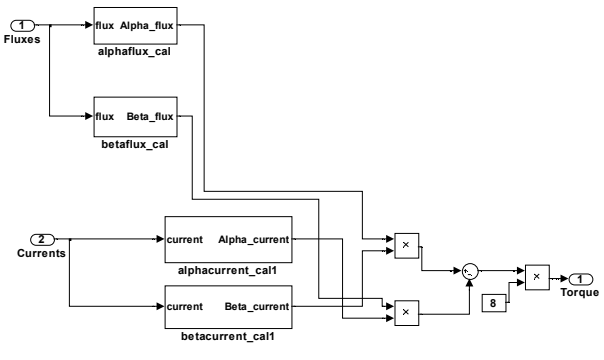 1
flux Alpha_flux
Fluxes
alphaflux_cal
flux Beta_flux
betaflux_cal
2
current Alpha_current
Currents
alphacurrent_cal1
×
+
-
×
1
Torque
8
current Beta_current
×
betacurrent_cal1